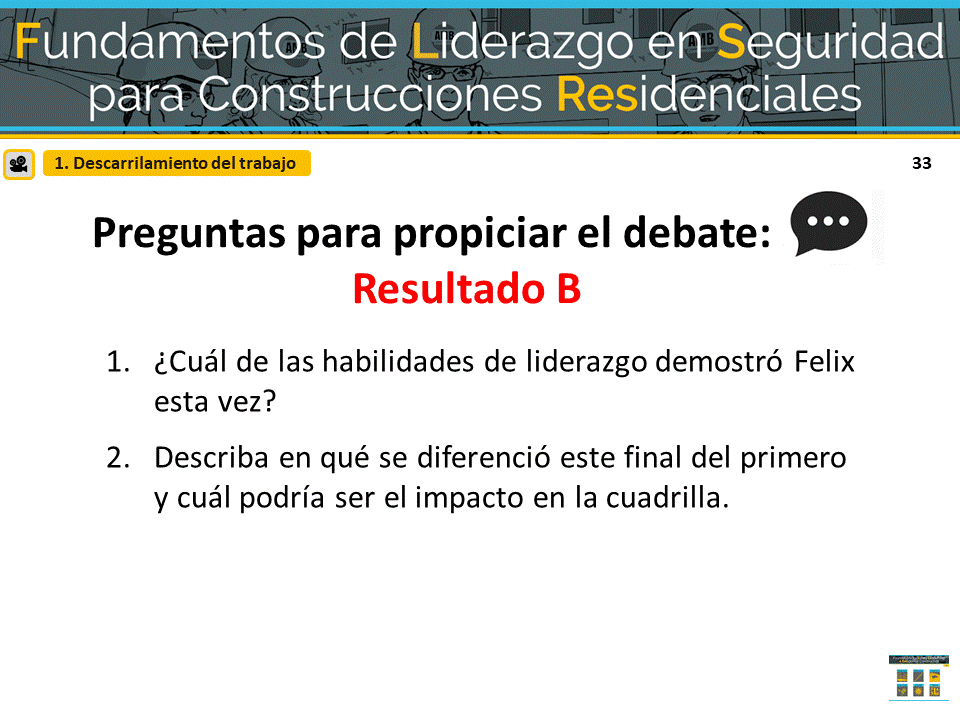 Fundamentos de Liderazgo en Seguridad
para Construcciones Residenciales
1. Descarrilamiento del trabajo
33
Preguntas para propiciar el debate:
Resultado B
1. ¿Cuál de las habilidades de liderazgo demostró Felix
esta vez?
2. Describa en qué se diferenció este final del primero
y cuál podría ser el impacto en la cuadrilla.